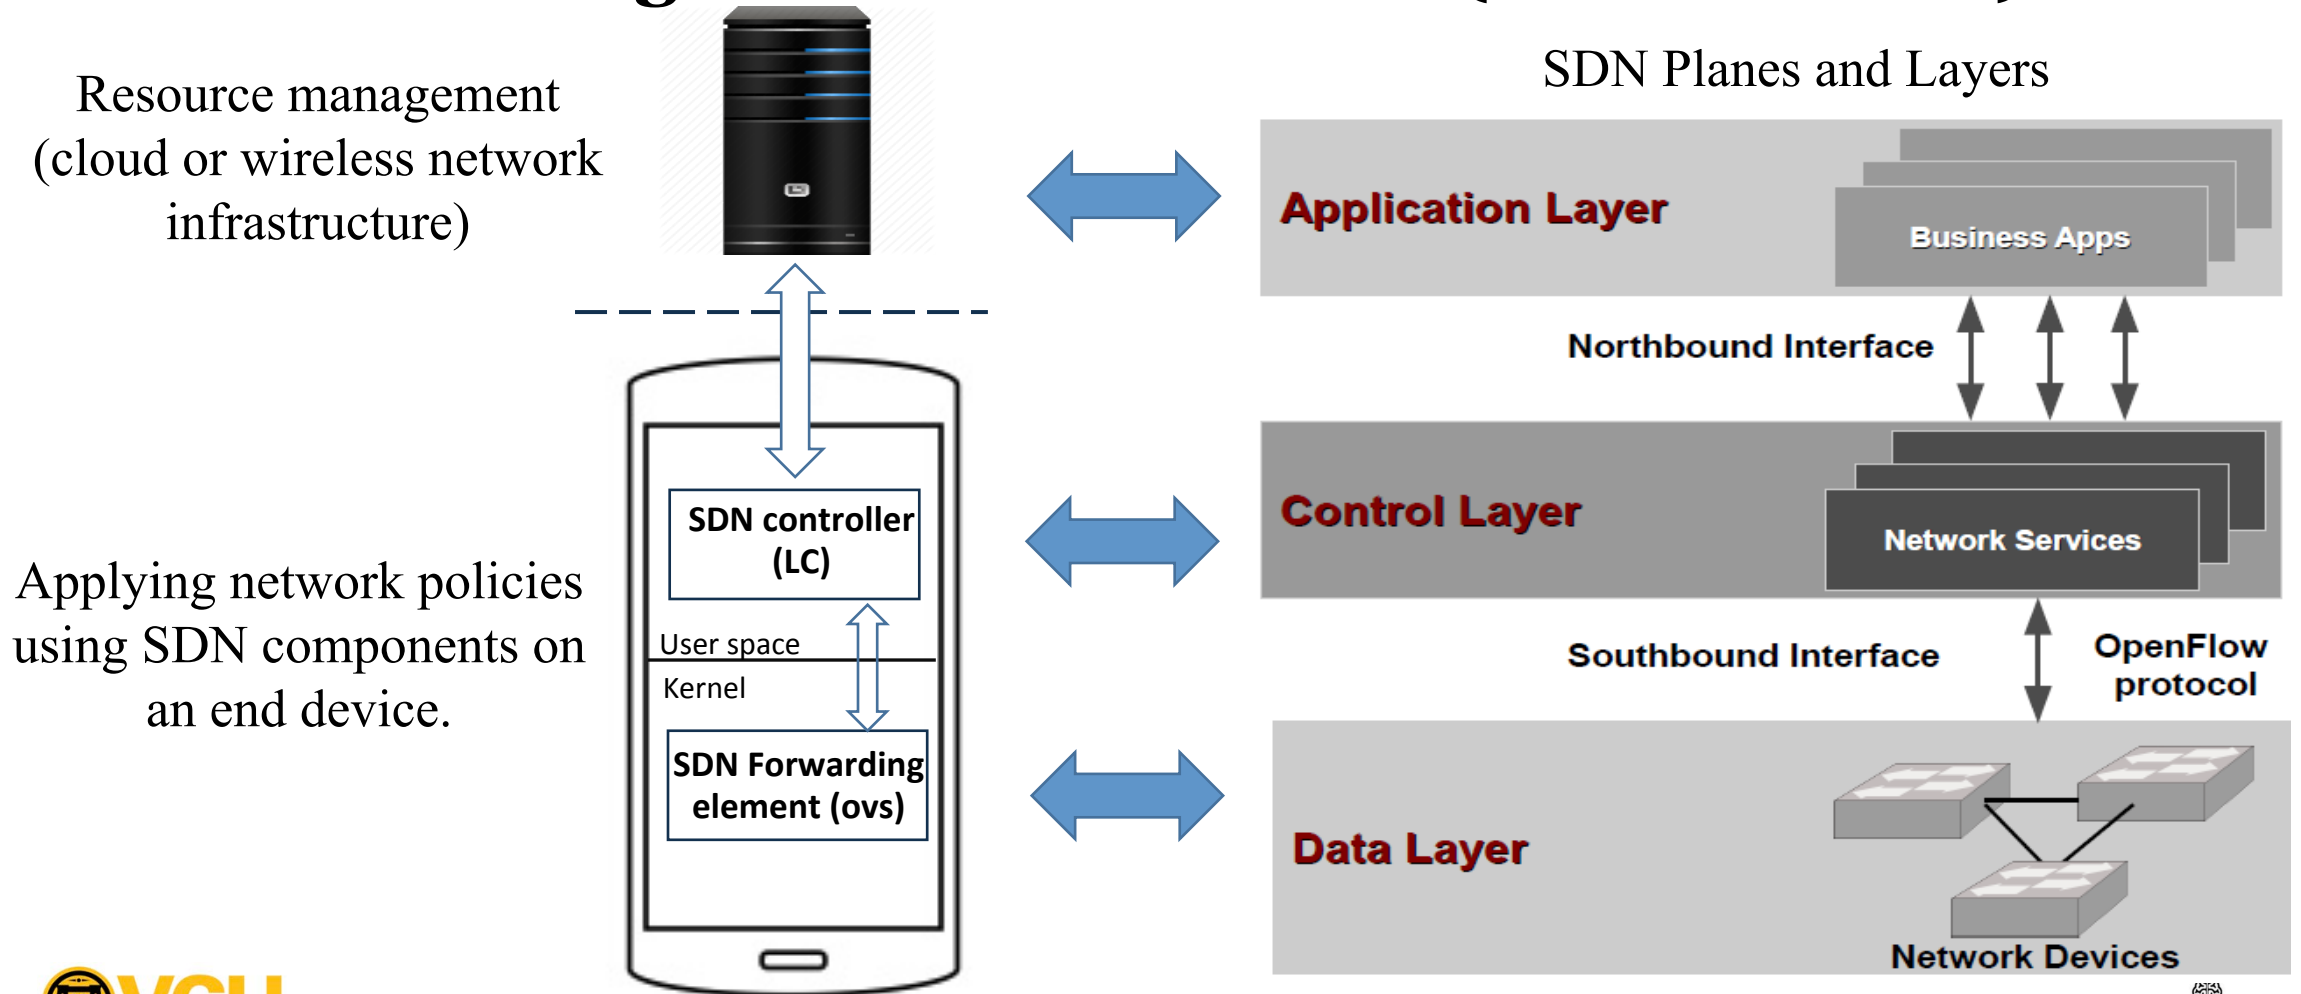 SDN Planes and Layers
Resource management
(cloud or wireless network
infrastructure)
Application Layer
Business Apps
Northbound Interface
SDN controller
(LC)
Control Layer
Network Services
Applying network policies
using SDN components on
an end device.
User space
Kernel
Southbound Interface
OpenFlow
protocol
SDN Forwarding
element (ovs)
Data Layer
Network Devices
VCU